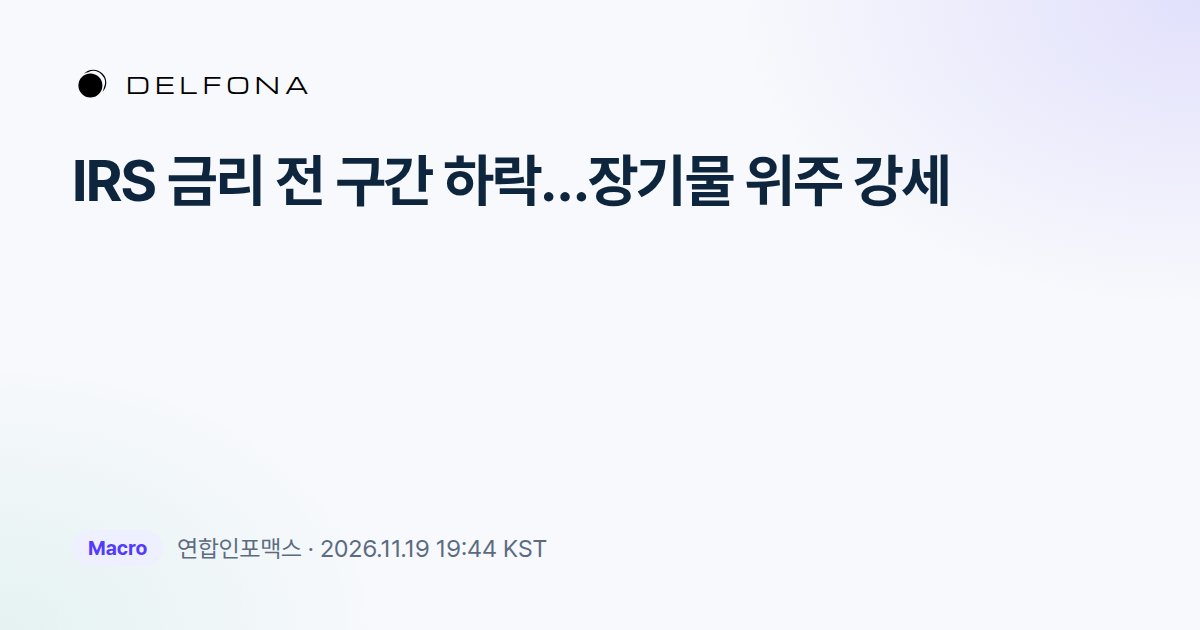 DELFONA
IRS 금리 전 구간 하락...장기물 위주 강세
Macro 연합인포맥스 · 2026.11.19 19:44 KST